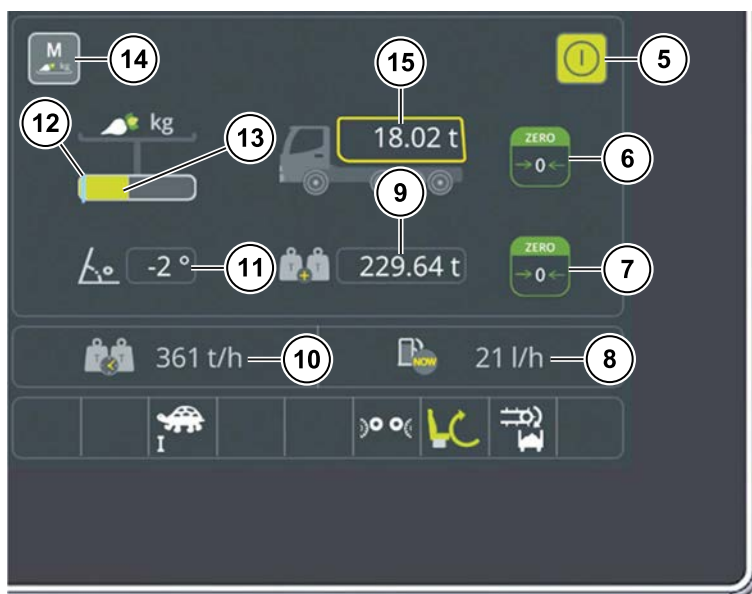 M
kg
14
5
15
12
kg
13
18.02 t
ZERO
→0←
6
9
-2 °
11
T T
229.64 t
ZERO
→0←
7
T T
361 t/h
10
NOW
21 l/h
8
I